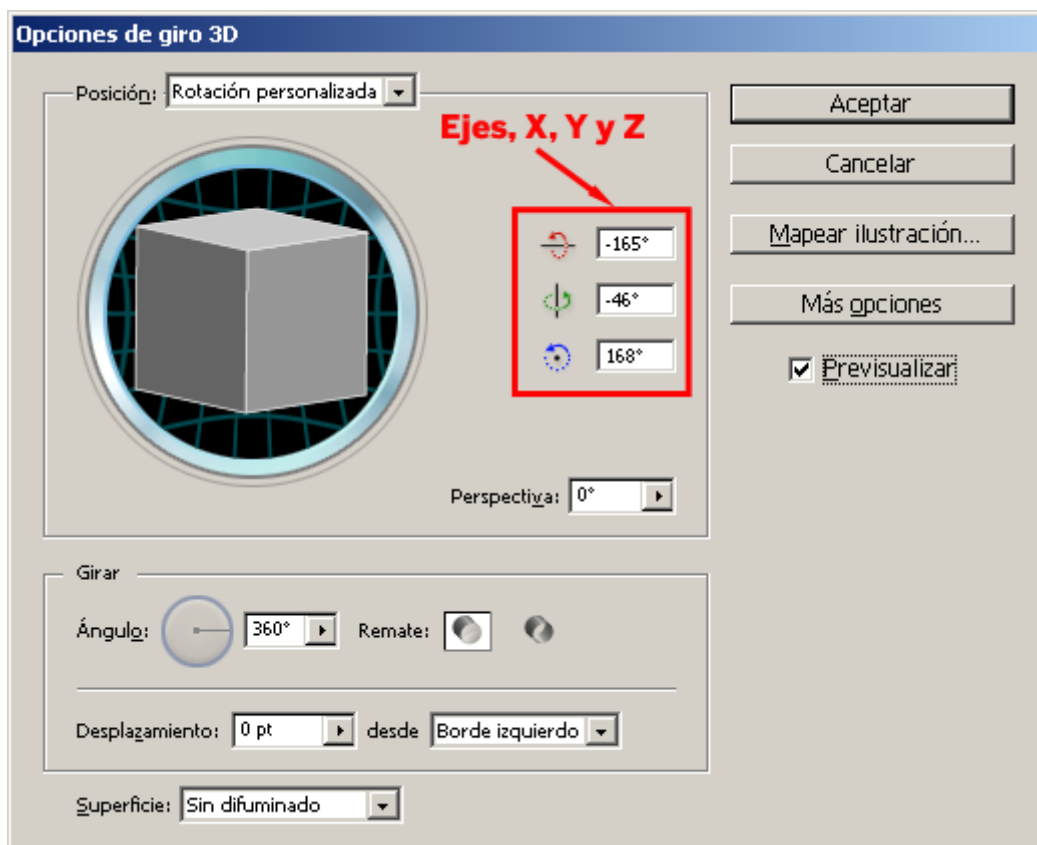 Opciones de giro 3D
Posición: Rotación personalizada
Aceptar
Ejes, X, Y y Z
Cancelar
-165°
Mapear ilustración...
-46°
Más opciones
168°
Previsualizar
Perspectiva: 0°
Girar
Ángulo: 360° Remate:
Desplazamiento: 0 pt desde Borde izquierdo
Superficie: Sin difuminado